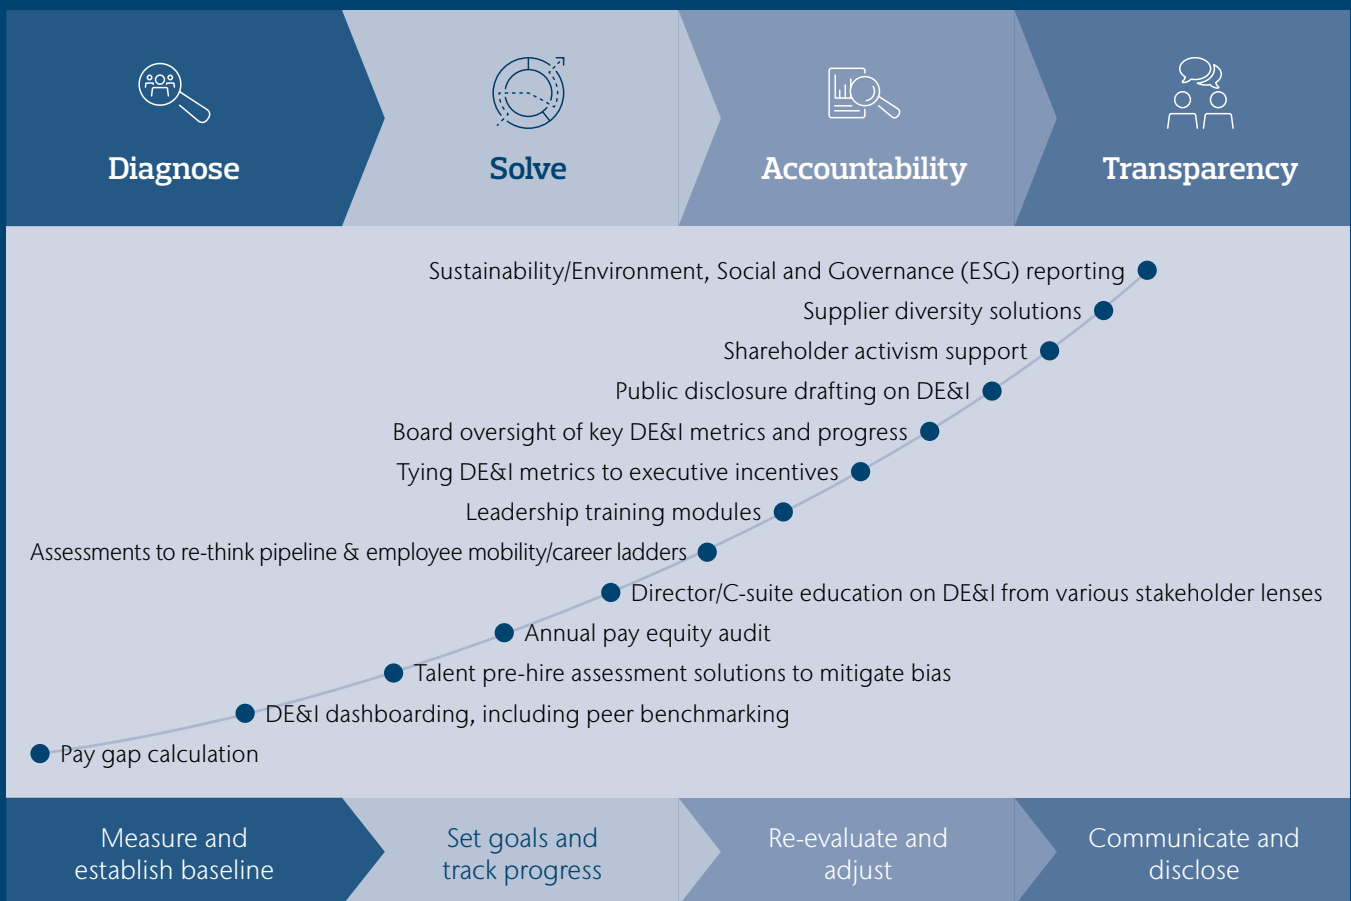 Diagnose
Solve
Accountability
Transparency
Sustainability/Environment, Social and Governance (ESG) reporting
Supplier diversity solutions
Shareholder activism support
Public disclosure drafting on DE&I
Board oversight of key DE&I metrics and progress
Tying DE&I metrics to executive incentives
Leadership training modules
Assessments to re-think pipeline & employee mobility/career ladders
Director/C-suite education on DE&I from various stakeholder lenses
Annual pay equity audit
Talent pre-hire assessment solutions to mitigate bias
DE&I dashboarding, including peer benchmarking
Pay gap calculation
Measure and
establish baseline
Set goals and
track progress
Re-evaluate and
adjust
Communicate and
disclose